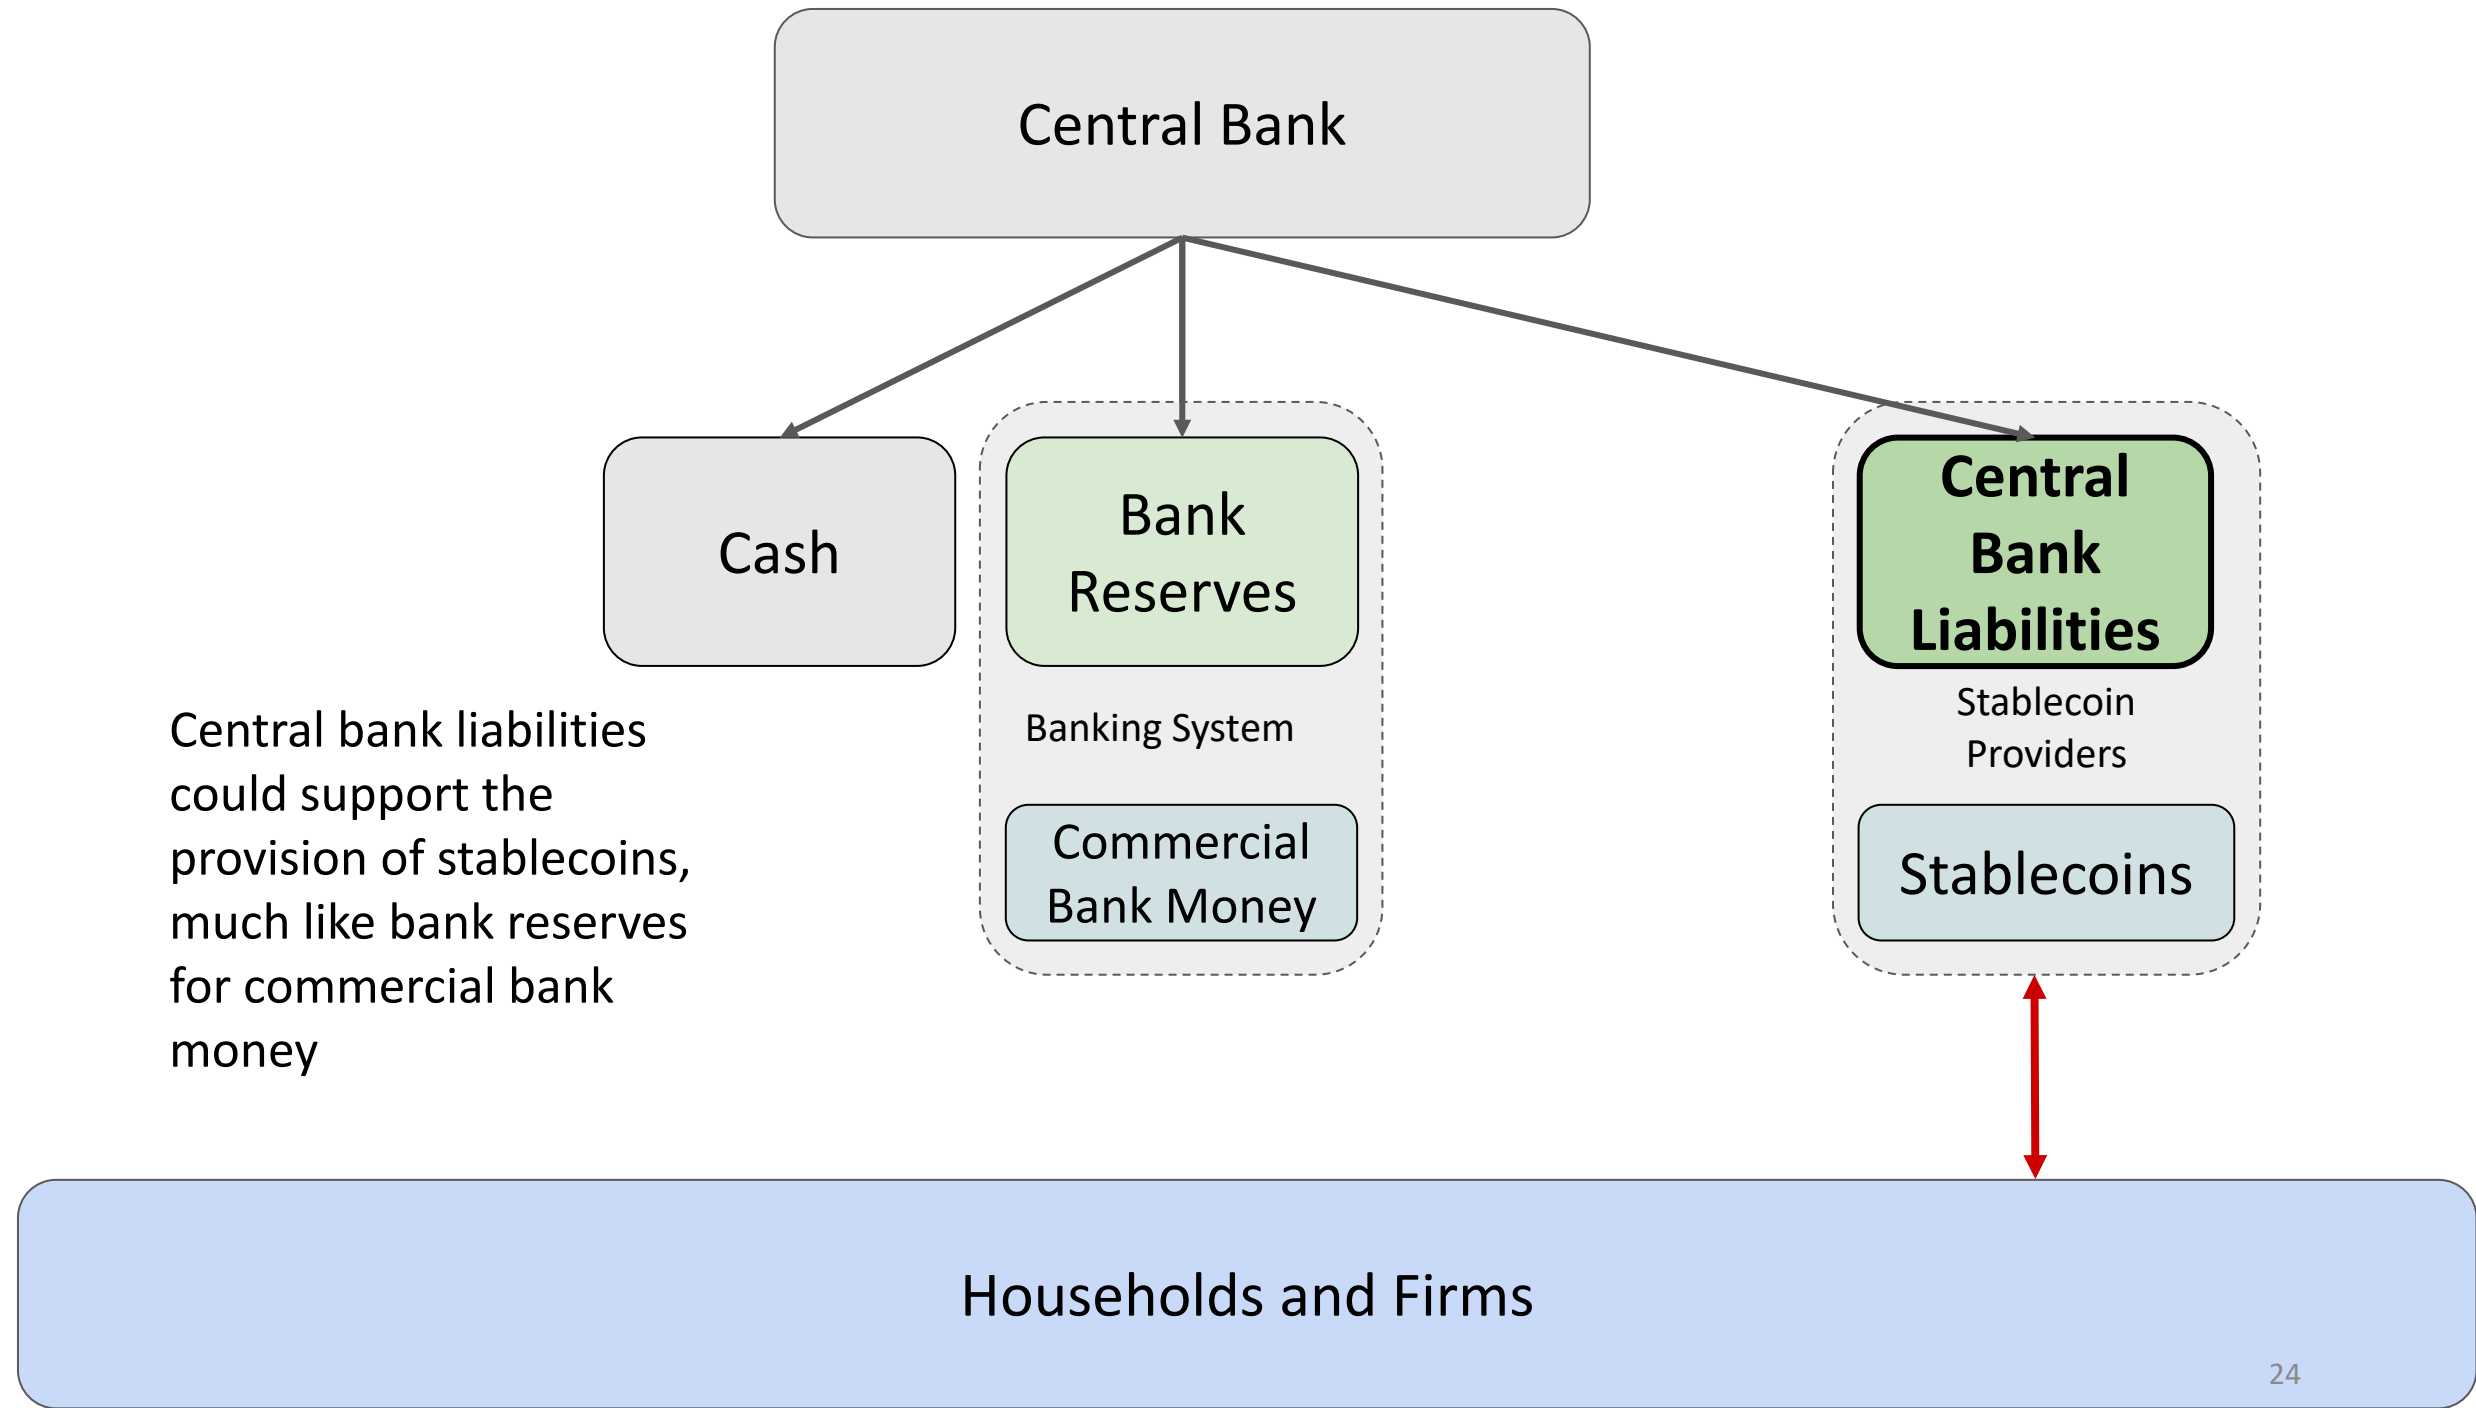 Central Bank
Cash
Bank
Reserves
Banking System
Commercial
Bank Money
Central
Bank
Liabilities
Stablecoin
Providers
Stablecoins
Central bank liabilities
could support the
provision of stablecoins,
much like bank reserves
for commercial bank
money
Households and Firms
24